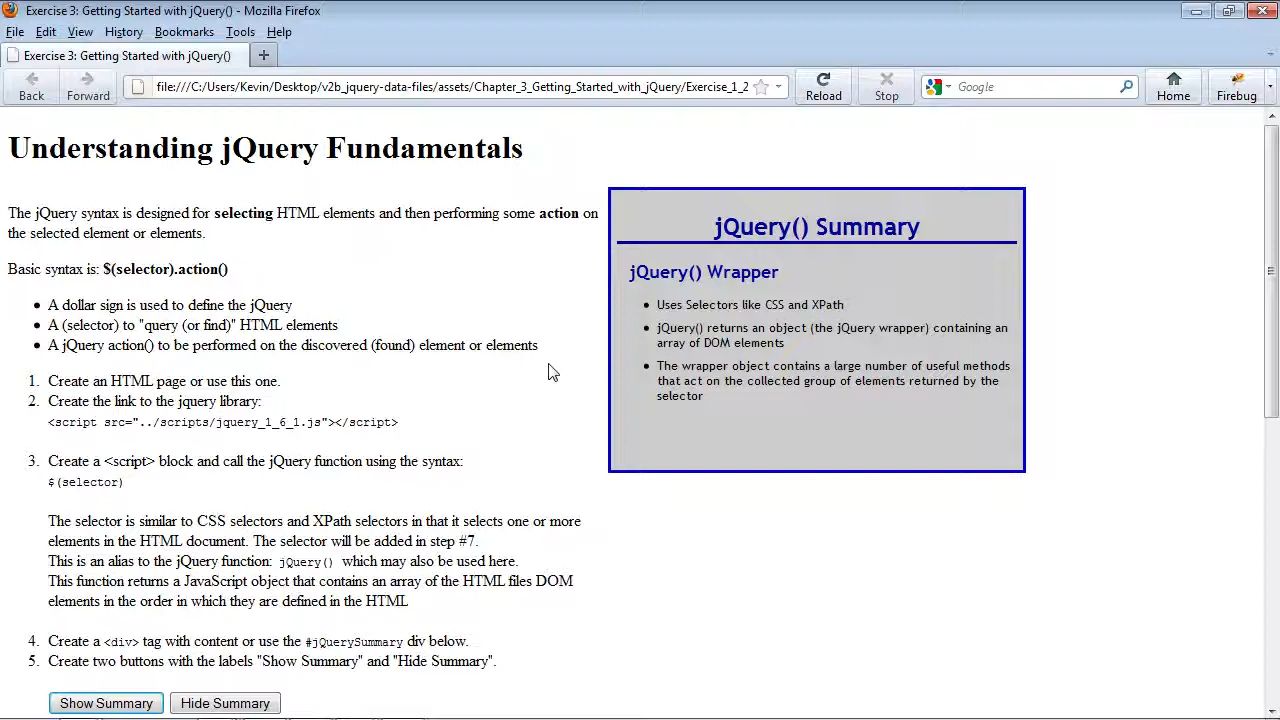 Exercise 3: Getting Started with jQuery() - Mozilla Firefox
File Edit View History Bookmarks Tools Help
Exercise 3: Getting Started with jQuery()
Back Forward file:///C:/Users/Kevin/Desktop/v2b_jquery-data-files/assets/Chapter_3_Getting_Started_with_jQuery/Exercise_1_2 Reload Stop Google Home Firebug
Understanding jQuery Fundamentals
The jQuery syntax is designed for selecting HTML elements and then performing some action on
the selected element or elements.
Basic syntax is: $(selector).action()
• A dollar sign is used to define the jQuery
• A (selector) to "query (or find)" HTML elements
• A jQuery action() to be performed on the discovered (found) element or elements
1. Create an HTML page or use this one.
2. Create the link to the jquery library:
<script src="../scripts/jquery_1_6_1.js"></script>
3. Create a <script> block and call the jQuery function using the syntax:
$(selector)
The selector is similar to CSS selectors and XPath selectors in that it selects one or more
elements in the HTML document. The selector will be added in step #7.
This is an alias to the jQuery function: jQuery() which may also be used here.
This function returns a JavaScript object that contains an array of the HTML files DOM
elements in the order in which they are defined in the HTML
4. Create a <div> tag with content or use the #jQuerySummary div below.
5. Create two buttons with the labels "Show Summary" and "Hide Summary".
Show Summary Hide Summary
jQuery() Summary
jQuery() Wrapper
• Uses Selectors like CSS and XPath
• jQuery() returns an object (the jQuery wrapper) containing an
array of DOM elements
• The wrapper object contains a large number of useful methods
that act on the collected group of elements returned by the
selector